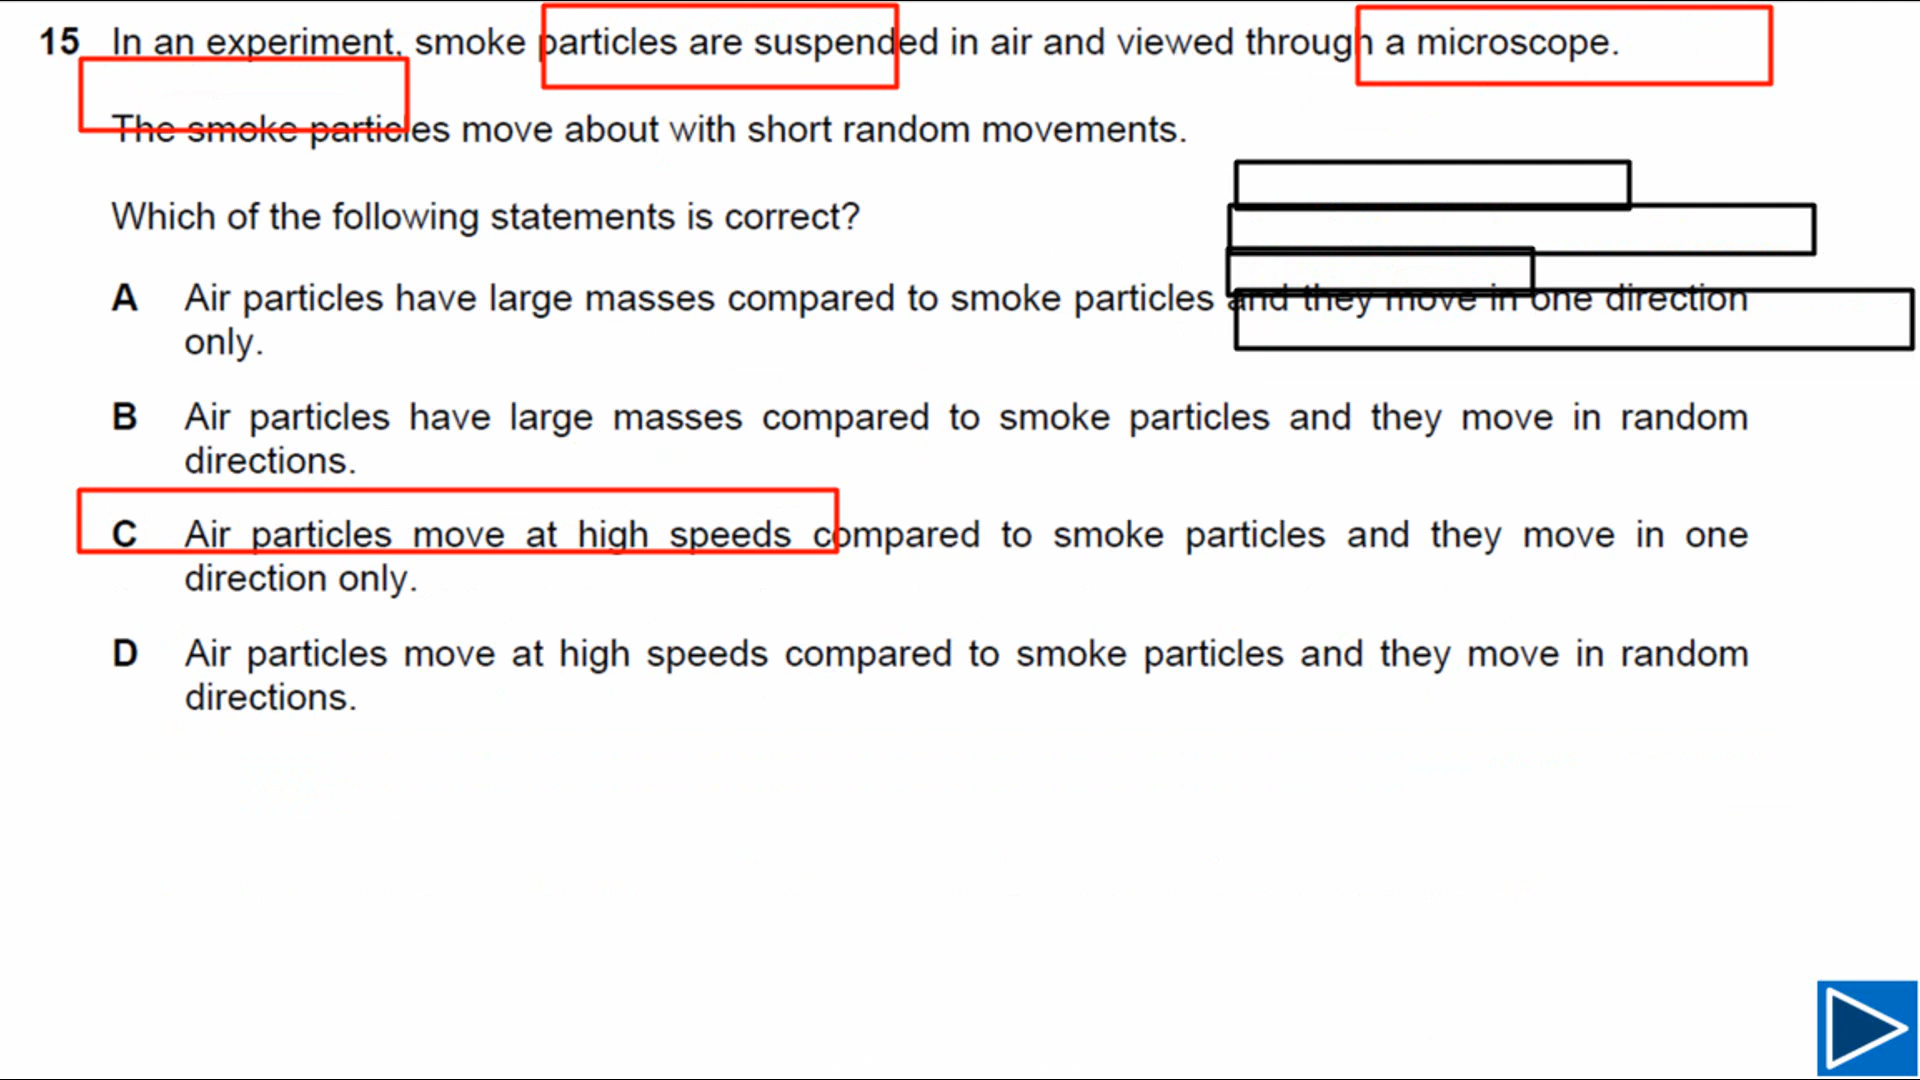 15 In an experiment, smoke particles are suspended in air and viewed through a microscope.
The smoke particles move about with short random movements.
Which of the following statements is correct?
A Air particles have large masses compared to smoke particles and they move in one direction
only.
B Air particles have large masses compared to smoke particles and they move in random
directions.
C Air particles move at high speeds compared to smoke particles and they move in one
direction only.
D Air particles move at high speeds compared to smoke particles and they move in random
directions.